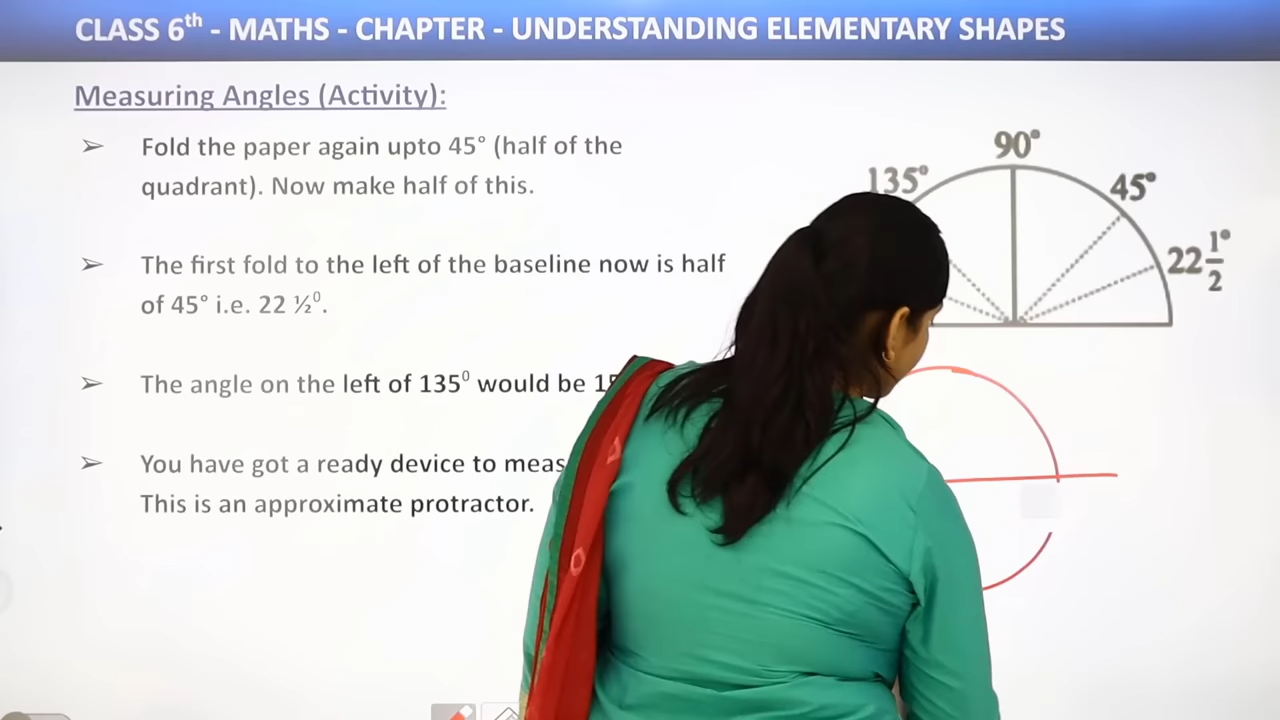 CLASS 6th - MATHS - CHAPTER - UNDERSTANDING ELEMENTARY SHAPES
Measuring Angles (Activity):
➢ Fold the paper again upto 45° (half of the
quadrant). Now make half of this.
➢ The first fold to the left of the baseline now is half
of 45° i.e. 22 ½⁰.
➢ The angle on the left of 135⁰ would be
➢ You have got a ready device to
This is an approximate protractor.
90°
135°
45°
22 1/2°